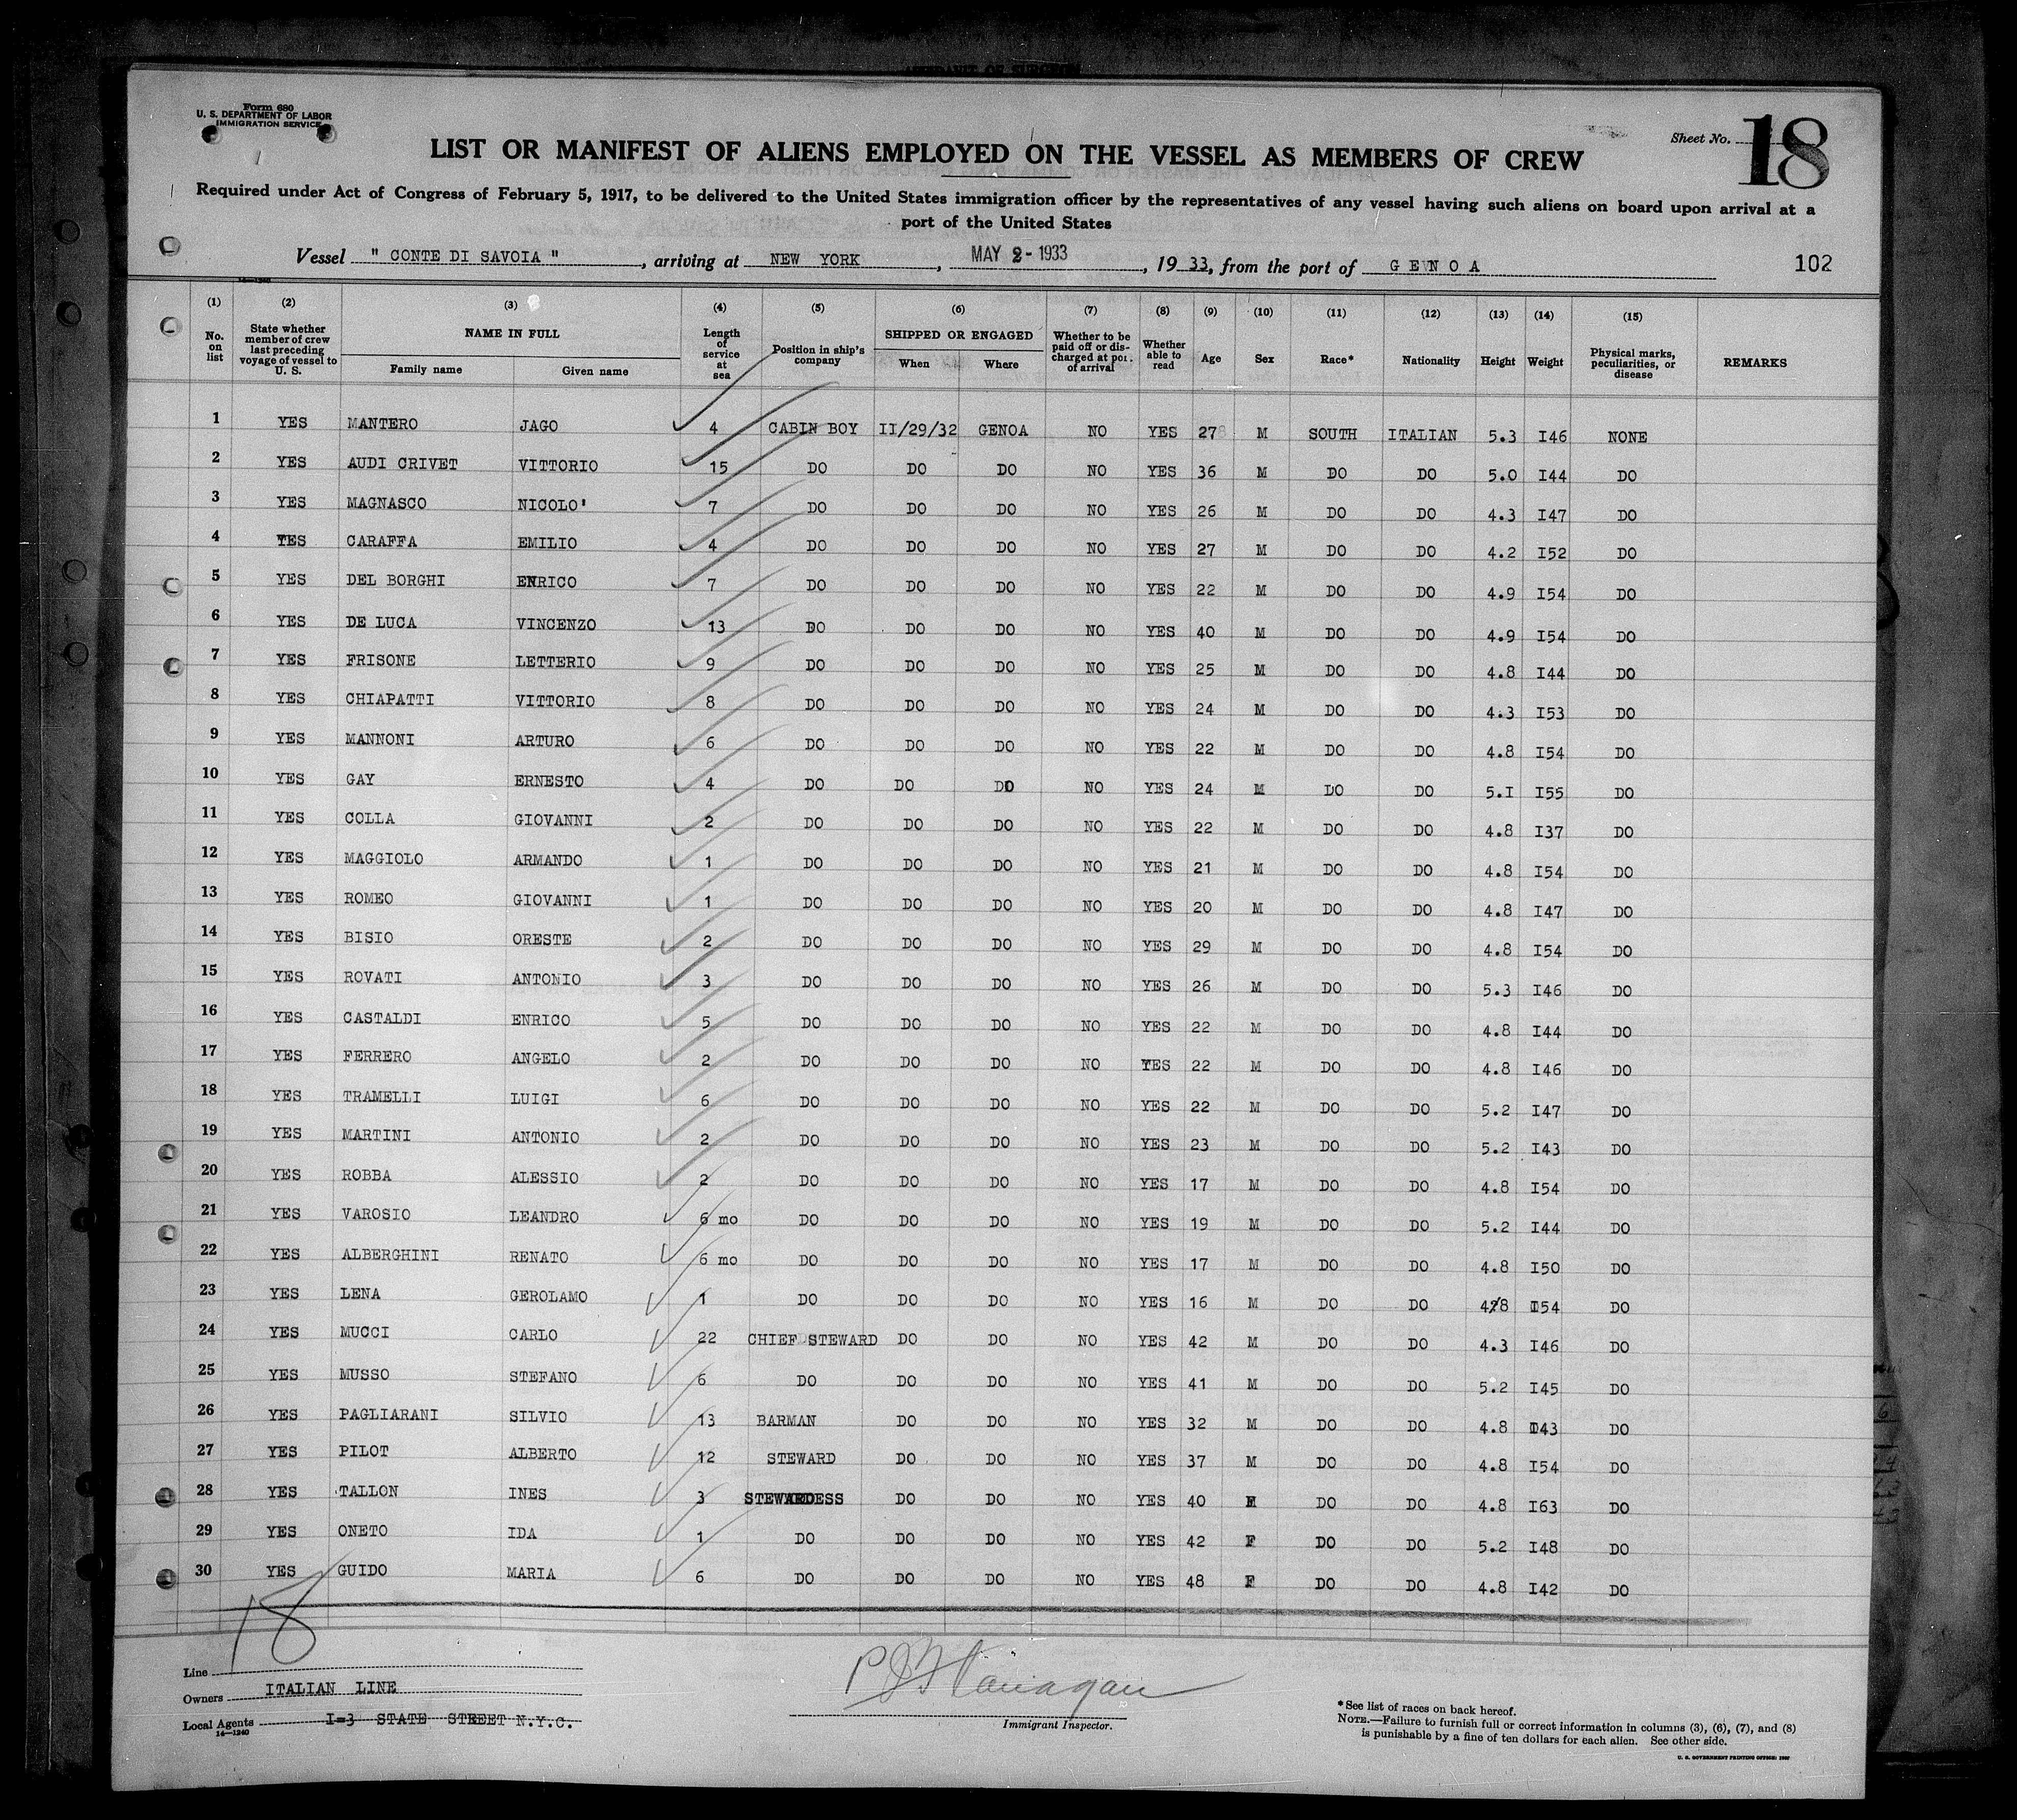 Form 680
U. S. DEPARTMENT OF LABOR
IMMIGRATION SERVICE
Sheet No. 18
LIST OR MANIFEST OF ALIENS EMPLOYED ON THE VESSEL AS MEMBERS OF CREW
Required under Act of Congress of February 5, 1917, to be delivered to the United States immigration officer by the representatives of any vessel having such aliens on board upon arrival at a
port of the United States
Vessel " CONTE DI SAVOIA ", arriving at NEW YORK, MAY 2 - 1933, 19 33, from the port of GENOA 102
(1) (2) (3) (4) (5) (6) (7) (8) (9) (10) (11) (12) (13) (14) (15)
No. on list State whether member of crew last preceding voyage of vessel to U. S. NAME IN FULL Family name Given name Length of service at sea Position in ship's company SHIPPED OR ENGAGED When Where Whether to be paid off or discharged at port of arrival Whether able to read Age Sex Race* Nationality Height Weight Physical marks, peculiarities, or disease REMARKS
1 YES MANTERO JAGO 4 CABIN BOY II/29/32 GENOA NO YES 27 M SOUTH ITALIAN 5.3 I46 NONE
2 YES AUDI CRIVET VITTORIO 15 DO DO DO NO YES 36 M DO DO 5.0 I44 DO
3 YES MAGNASCO NICOLO' 7 DO DO DO NO YES 26 M DO DO 4.3 I47 DO
4 YES CARAFFA EMILIO 4 DO DO DO NO YES 27 M DO DO 4.2 I52 DO
5 YES DEL BORGHI ENRICO 7 DO DO DO NO YES 22 M DO DO 4.9 I54 DO
6 YES DE LUCA VINCENZO 13 DO DO DO NO YES 40 M DO DO 4.9 I54 DO
7 YES FRISONE LETTERIO 9 DO DO DO NO YES 25 M DO DO 4.8 I44 DO
8 YES CHIAPATTI VITTORIO 8 DO DO DO NO YES 24 M DO DO 4.3 I53 DO
9 YES MANNONI ARTURO 6 DO DO DO NO YES 22 M DO DO 4.8 I54 DO
10 YES GAY ERNESTO 4 DO DO DO NO YES 24 M DO DO 5.I I55 DO
11 YES COLLA GIOVANNI 2 DO DO DO NO YES 22 M DO DO 4.8 I37 DO
12 YES MAGGIOLO ARMANDO 1 DO DO DO NO YES 21 M DO DO 4.8 I54 DO
13 YES ROMEO GIOVANNI 1 DO DO DO NO YES 20 M DO DO 4.8 I47 DO
14 YES BISIO ORESTE 2 DO DO DO NO YES 29 M DO DO 4.8 I54 DO
15 YES ROVATI ANTONIO 3 DO DO DO NO YES 26 M DO DO 5.3 I46 DO
16 YES CASTALDI ENRICO 5 DO DO DO NO YES 22 M DO DO 4.8 I44 DO
17 YES FERRERO ANGELO 2 DO DO DO NO YES 22 M DO DO 4.8 I46 DO
18 YES TRAMELLI LUIGI 6 DO DO DO NO YES 22 M DO DO 5.2 I47 DO
19 YES MARTINI ANTONIO 2 DO DO DO NO YES 23 M DO DO 5.2 I43 DO
20 YES ROBBA ALESSIO 2 DO DO DO NO YES 17 M DO DO 4.8 I54 DO
21 YES VAROSIO LEANDRO 6 mo DO DO DO NO YES 19 M DO DO 5.2 I44 DO
22 YES ALBERGHINI RENATO 6 mo DO DO DO NO YES 17 M DO DO 4.8 I50 DO
23 YES LENA GEROLAMO 1 DO DO DO NO YES 16 M DO DO 4.8 I54 DO
24 YES MUCCI CARLO 22 CHIEF STEWARD DO DO NO YES 42 M DO DO 4.3 I46 DO
25 YES MUSSO STEFANO 6 DO DO DO NO YES 41 M DO DO 5.2 I45 DO
26 YES PAGLIARANI SILVIO 13 BARMAN DO DO NO YES 32 M DO DO 4.8 I43 DO
27 YES PILOT ALBERTO 12 STEWARD DO DO NO YES 37 M DO DO 4.8 I54 DO
28 YES TALLON INES 3 STEWARDESS DO DO NO YES 40 F DO DO 4.8 I63 DO
29 YES ONETO IDA 1 DO DO DO NO YES 42 F DO DO 5.2 I48 DO
30 YES GUIDO MARIA 6 DO DO DO NO YES 48 F DO DO 4.8 I42 DO
18
Line
Owners ITALIAN LINE
Local Agents I=3 STATE STREET N.Y.C.
14—1240
P J Flanagan
Immigrant Inspector.
*See list of races on back hereof.
NOTE.—Failure to furnish full or correct information in columns (3), (6), (7), and (8)
is punishable by a fine of ten dollars for each alien. See other side.